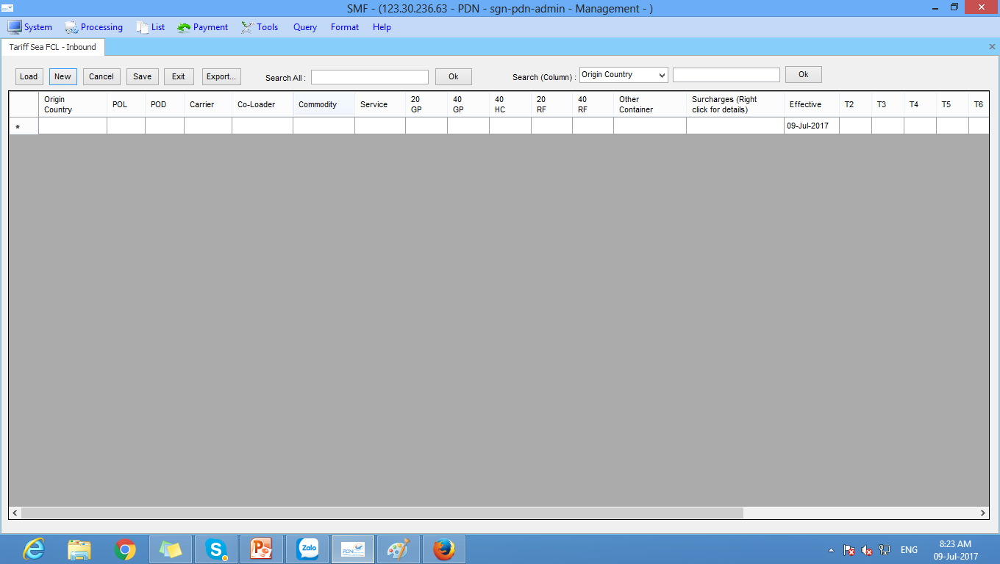 SMF - (123.30.236.63 - PDN - sgn-pdn-admin - Management - )
System Processing List Payment Tools Query Format Help
Tariff Sea FCL - Inbound
Load New Cancel Save Exit Export... Search All : Ok Search (Column) : Origin Country Ok
Origin Country POL POD Carrier Co-Loader Commodity Service 20 GP 40 GP 40 HC 20 RF 40 RF Other Container Surcharges (Right click for details) Effective T2 T3 T4 T5 T6
* 09-Jul-2017
Zalo PDN ENG 8:23 AM
09-Jul-2017